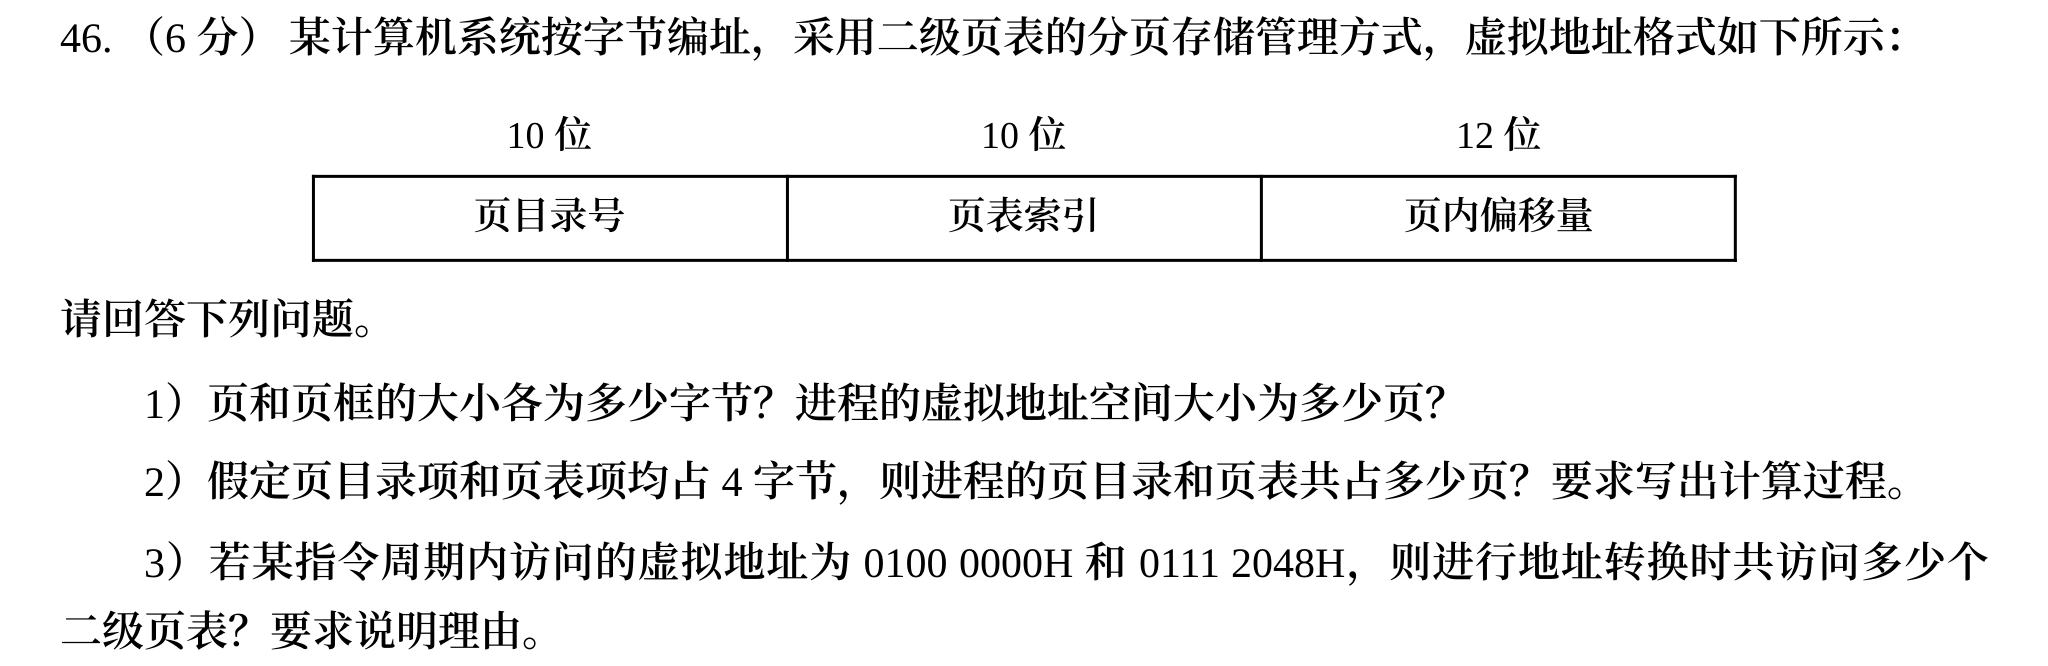 46. （6 分） 某计算机系统按字节编址，采用二级页表的分页存储管理方式，虚拟地址格式如下所示：
10 位 10 位 12 位
页目录号 页表索引 页内偏移量
请回答下列问题。
1）页和页框的大小各为多少字节？进程的虚拟地址空间大小为多少页？
2）假定页目录项和页表项均占 4 字节，则进程的页目录和页表共占多少页？要求写出计算过程。
3）若某指令周期内访问的虚拟地址为 0100 0000H 和 0111 2048H，则进行地址转换时共访问多少个
二级页表？要求说明理由。